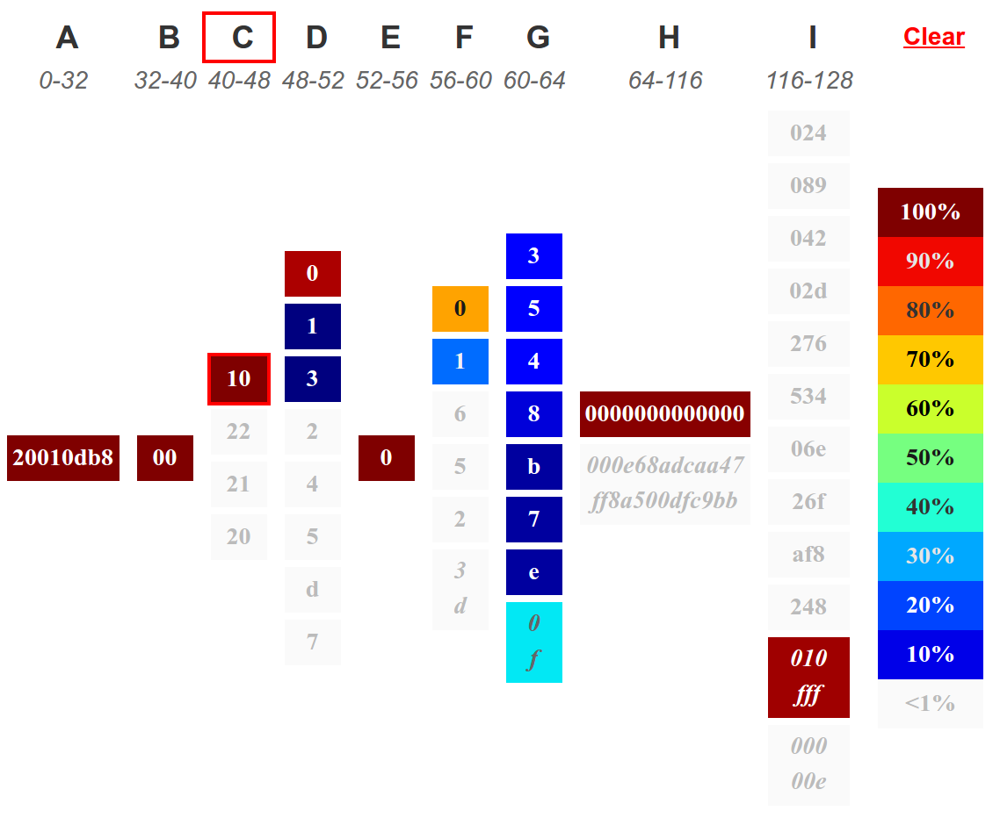 A B C D E F G H I Clear
0-32 32-40 40-48 48-52 52-56 56-60 60-64 64-116 116-128
20010db8
00
10
22
21
20
0
1
3
2
4
5
d
7
0
0
1
6
5
2
3
d
3
5
4
8
b
7
e
0
f
0000000000000
000e68adcaa47
ff8a500dfc9bb
024
089
042
02d
276
534
06e
26f
af8
248
010
fff
000
00e
100%
90%
80%
70%
60%
50%
40%
30%
20%
10%
<1%